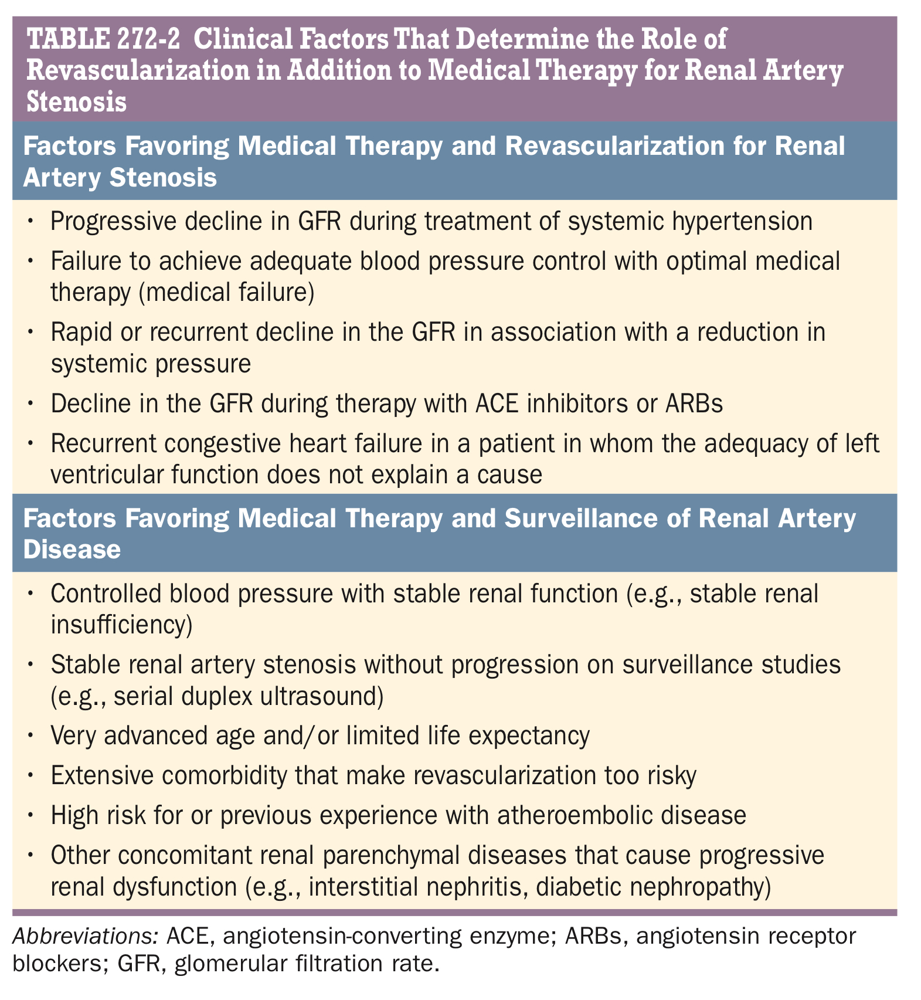 TABLE 272-2 Clinical Factors That Determine the Role of
Revascularization in Addition to Medical Therapy for Renal Artery
Stenosis
Factors Favoring Medical Therapy and Revascularization for Renal
Artery Stenosis
• Progressive decline in GFR during treatment of systemic hypertension
• Failure to achieve adequate blood pressure control with optimal medical
therapy (medical failure)
• Rapid or recurrent decline in the GFR in association with a reduction in
systemic pressure
• Decline in the GFR during therapy with ACE inhibitors or ARBs
• Recurrent congestive heart failure in a patient in whom the adequacy of left
ventricular function does not explain a cause
Factors Favoring Medical Therapy and Surveillance of Renal Artery
Disease
• Controlled blood pressure with stable renal function (e.g., stable renal
insufficiency)
• Stable renal artery stenosis without progression on surveillance studies
(e.g., serial duplex ultrasound)
• Very advanced age and/or limited life expectancy
• Extensive comorbidity that make revascularization too risky
• High risk for or previous experience with atheroembolic disease
• Other concomitant renal parenchymal diseases that cause progressive
renal dysfunction (e.g., interstitial nephritis, diabetic nephropathy)
Abbreviations: ACE, angiotensin-converting enzyme; ARBs, angiotensin receptor
blockers; GFR, glomerular filtration rate.